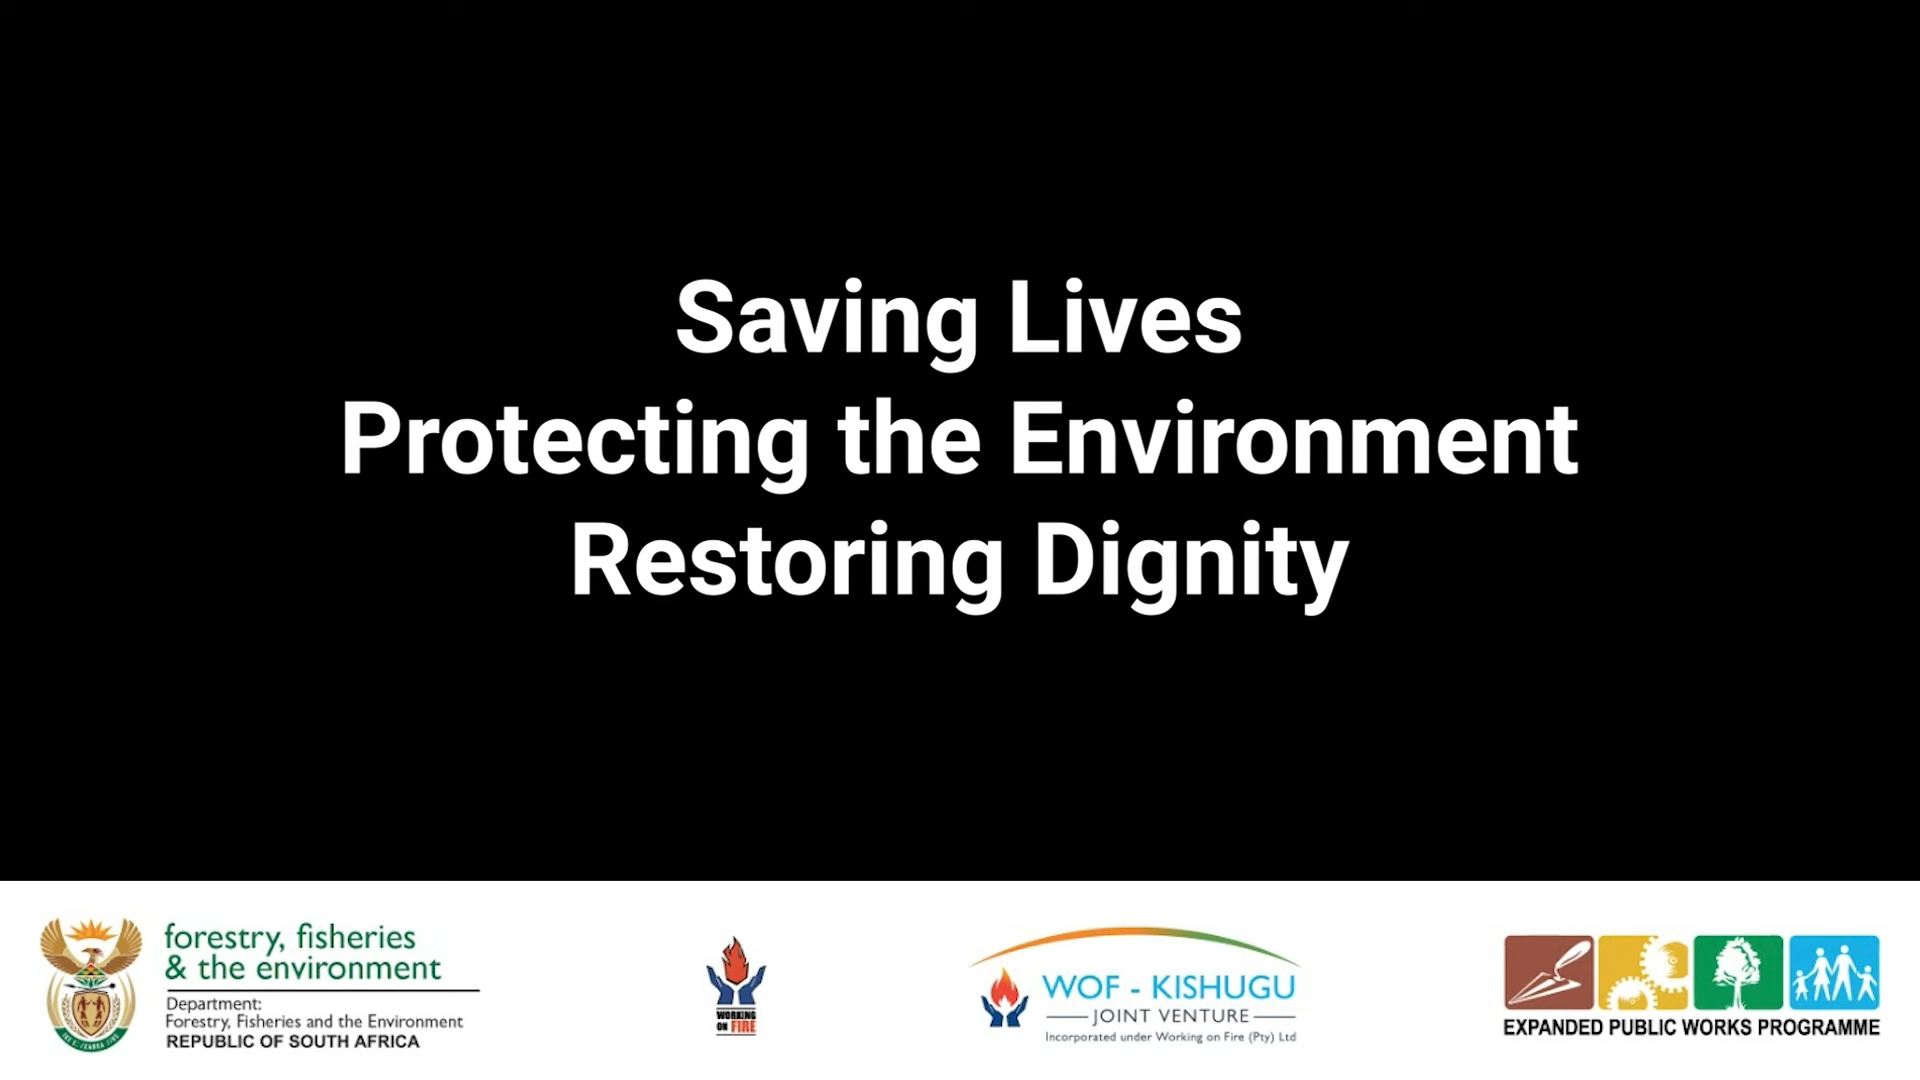 Saving Lives
Protecting the Environment
Restoring Dignity
forestry, fisheries
& the environment
Department:
Forestry, Fisheries and the Environment
REPUBLIC OF SOUTH AFRICA
WORKING
ON FIRE
WOF - KISHUGU
JOINT VENTURE
Incorporated under Working on Fire (Pty) Ltd
EXPANDED PUBLIC WORKS PROGRAMME